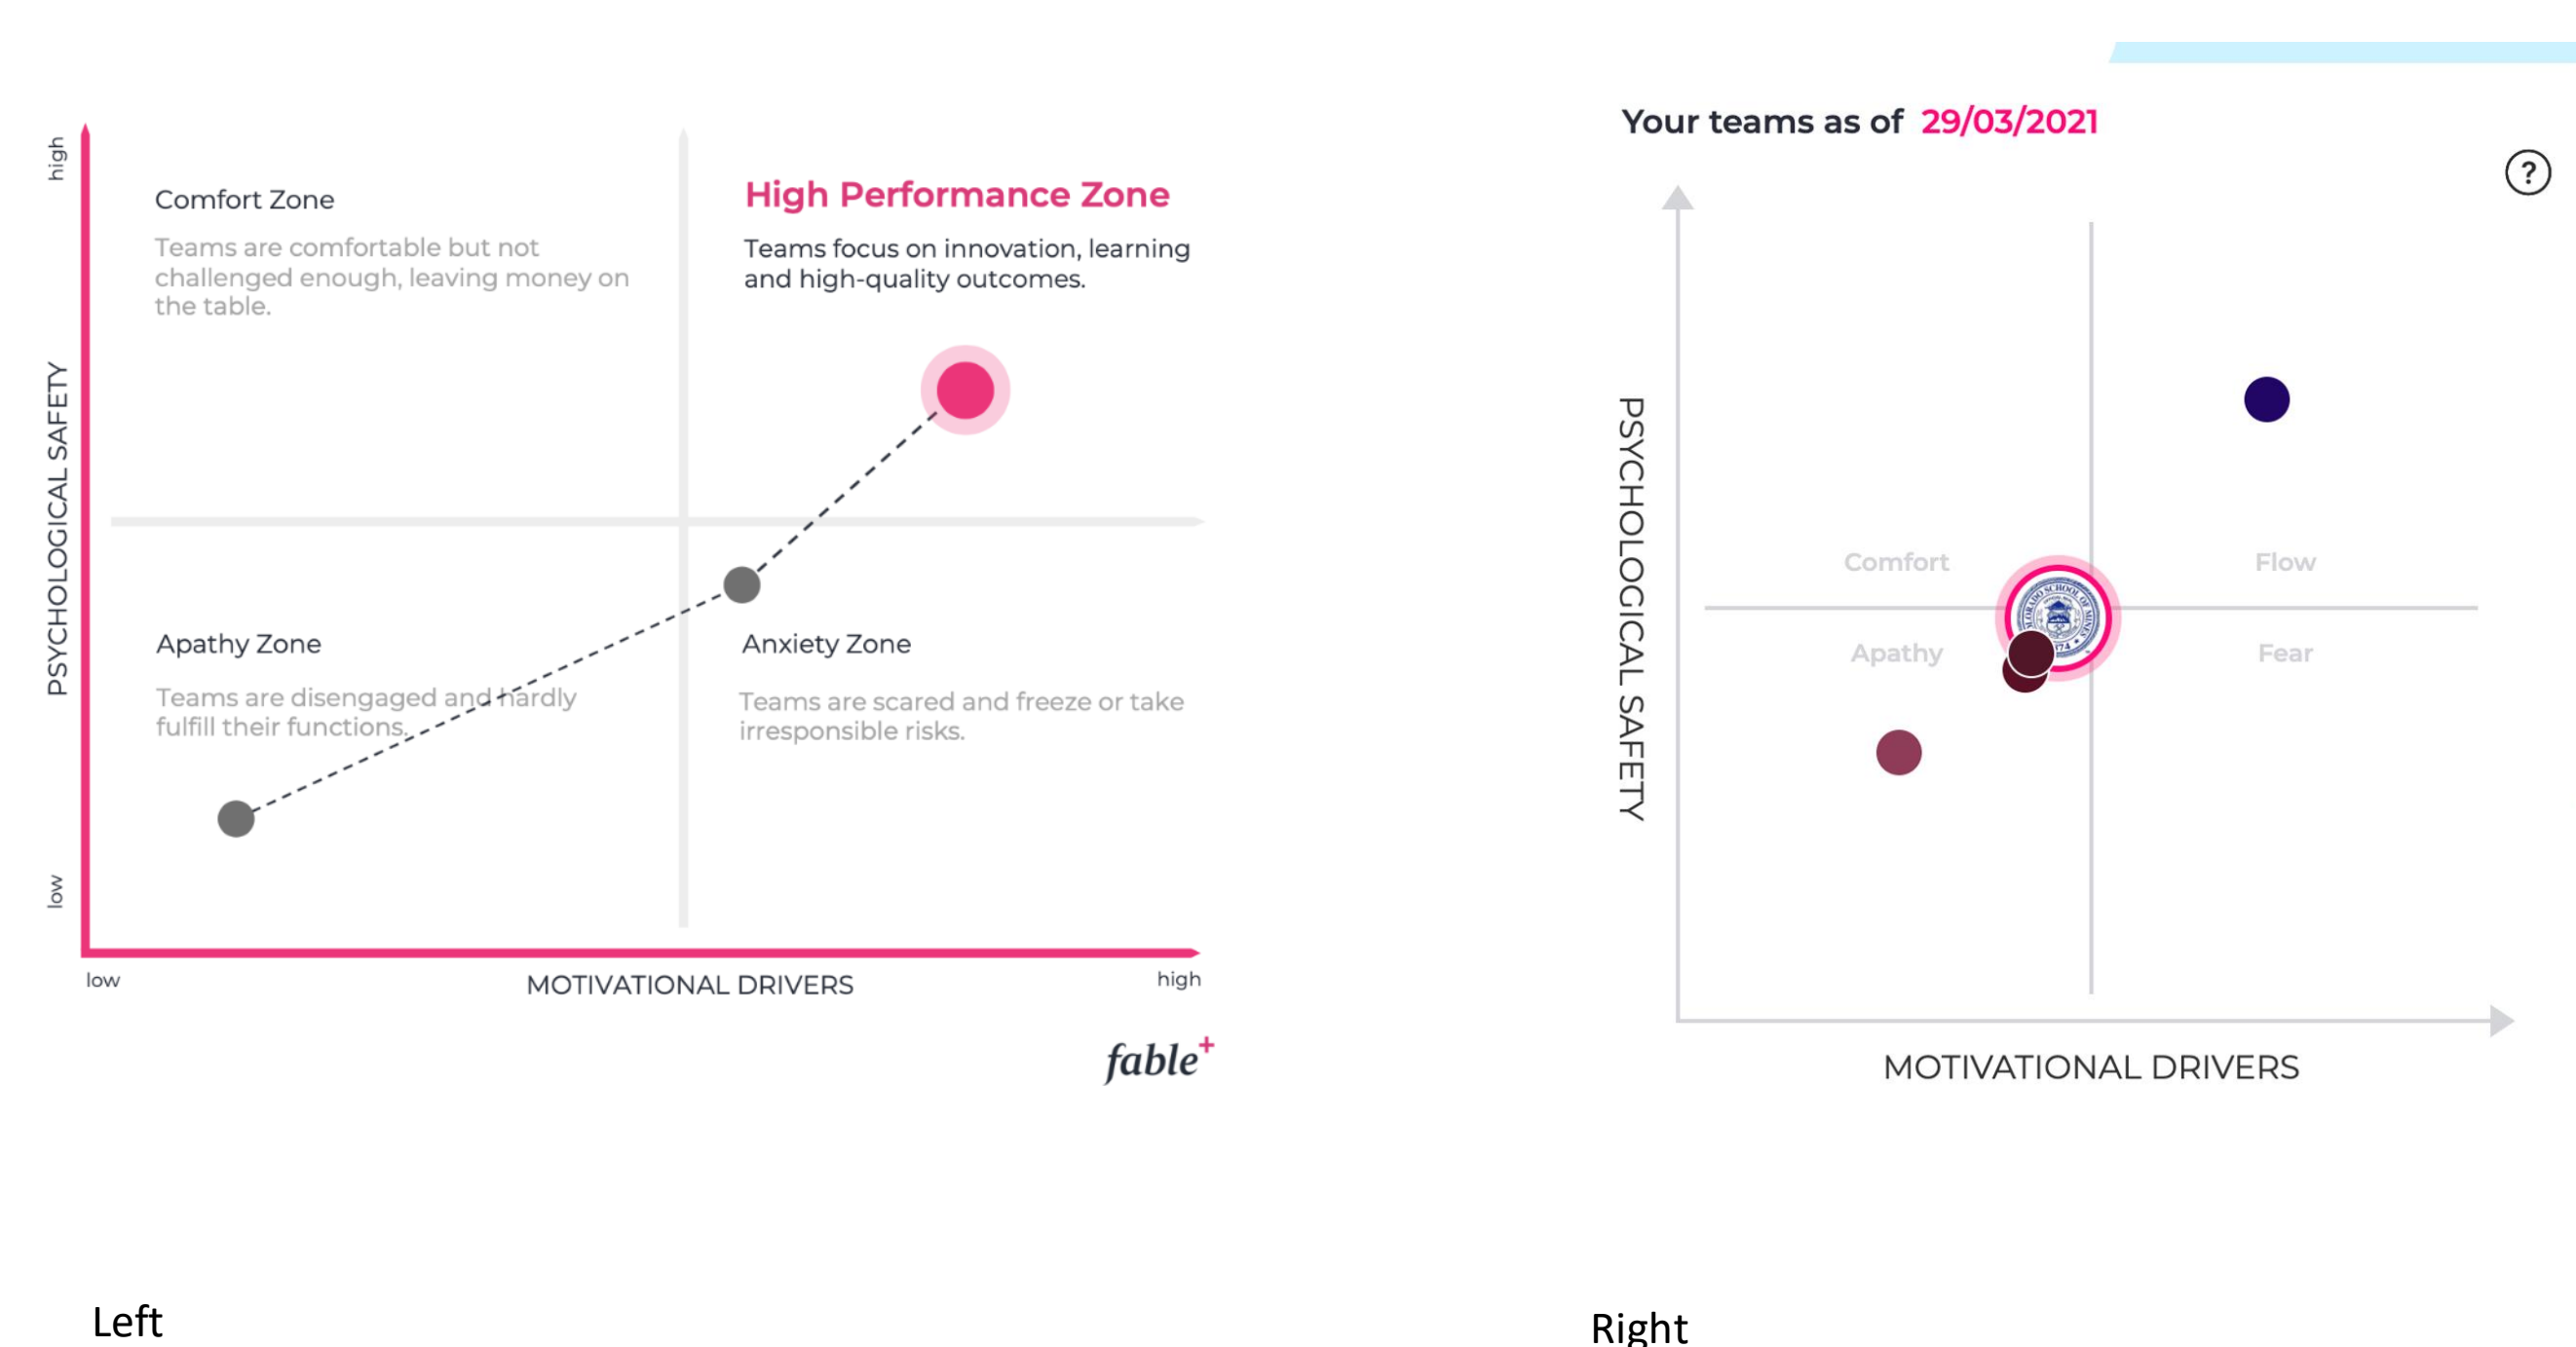 high
Comfort Zone
Teams are comfortable but not
challenged enough, leaving money on
the table.
High Performance Zone
Teams focus on innovation, learning
and high-quality outcomes.
PSYCHOLOGICAL SAFETY
Apathy Zone
Teams are disengaged and hardly
fulfill their functions.
Anxiety Zone
Teams are scared and freeze or take
irresponsible risks.
low
low
MOTIVATIONAL DRIVERS
high
fable+
Left
Your teams as of 29/03/2021
?
PSYCHOLOGICAL SAFETY
Comfort
Flow
SCHOOL OF MINES
Apathy
Fear
MOTIVATIONAL DRIVERS
Right